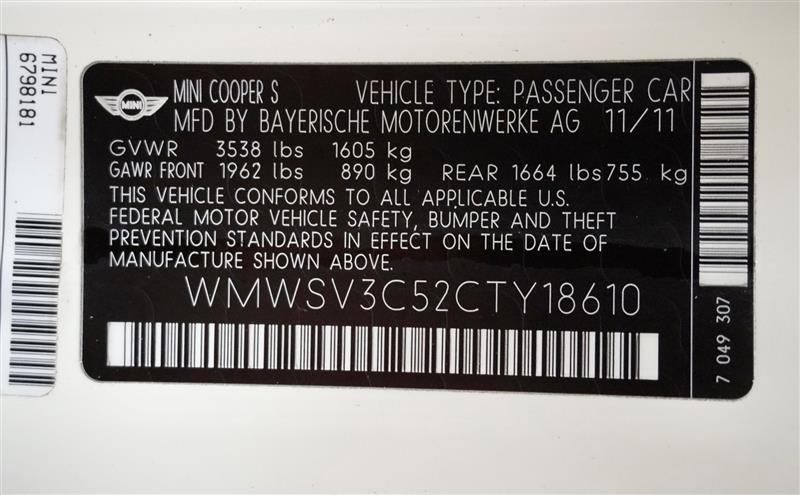 MINI
6798181
MINI
MINI COOPER S VEHICLE TYPE: PASSENGER CAR
MFD BY BAYERISCHE MOTORENWERKE AG 11/11
GVWR 3538 lbs 1605 kg
GAWR FRONT 1962 lbs 890 kg REAR 1664 lbs 755 kg
THIS VEHICLE CONFORMS TO ALL APPLICABLE U.S.
FEDERAL MOTOR VEHICLE SAFETY, BUMPER AND THEFT
PREVENTION STANDARDS IN EFFECT ON THE DATE OF
MANUFACTURE SHOWN ABOVE.
WMWSV3C52CTY18610
7 049 307